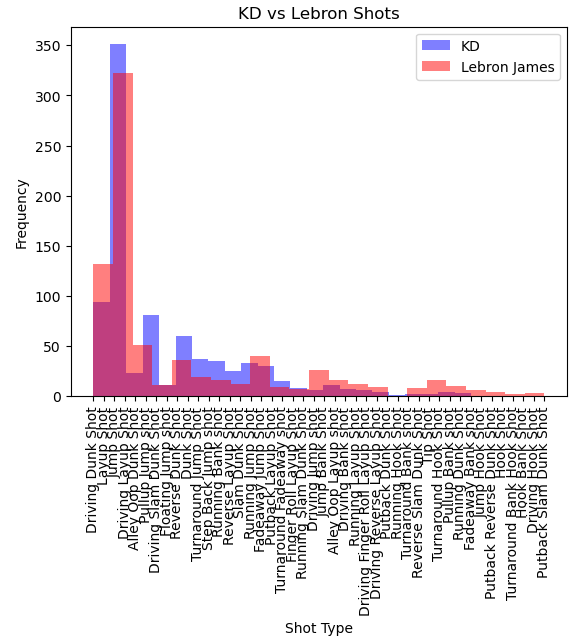 KD vs Lebron Shots
KD
Lebron James
Frequency
350
300
250
200
150
100
50
0
Driving Dunk Shot
Layup Shot
Jump Shot
Driving Layup Shot
Alley Oop Dunk Shot
Pullup Jump shot
Driving Slam Dunk Shot
Floating Jump shot
Reverse Dunk Shot
Dunk Shot
Turnaround Jump Shot
Step Back Jump shot
Running Bank shot
Reverse Layup Shot
Slam Dunk Shot
Running Jump Shot
Fadeaway Jump Shot
Putback Layup Shot
Turnaround Fadeaway shot
Finger Roll Layup Shot
Running Slam Dunk Shot
Driving Jump shot
Jump Bank Shot
Alley Oop Layup shot
Driving Bank shot
Running Layup Shot
Driving Finger Roll Layup Shot
Driving Reverse Layup Shot
Putback Dunk Shot
Running Hook Shot
Turnaround Bank shot
Reverse Slam Dunk Shot
Tip Shot
Turnaround Hook Shot
Pullup Bank shot
Running Dunk Shot
Fadeaway Bank shot
Jump Hook Shot
Putback Reverse Dunk Shot
Hook Shot
Turnaround Bank Hook Shot
Hook Bank Shot
Driving Shot
Putback Slam Dunk Shot
Shot Type